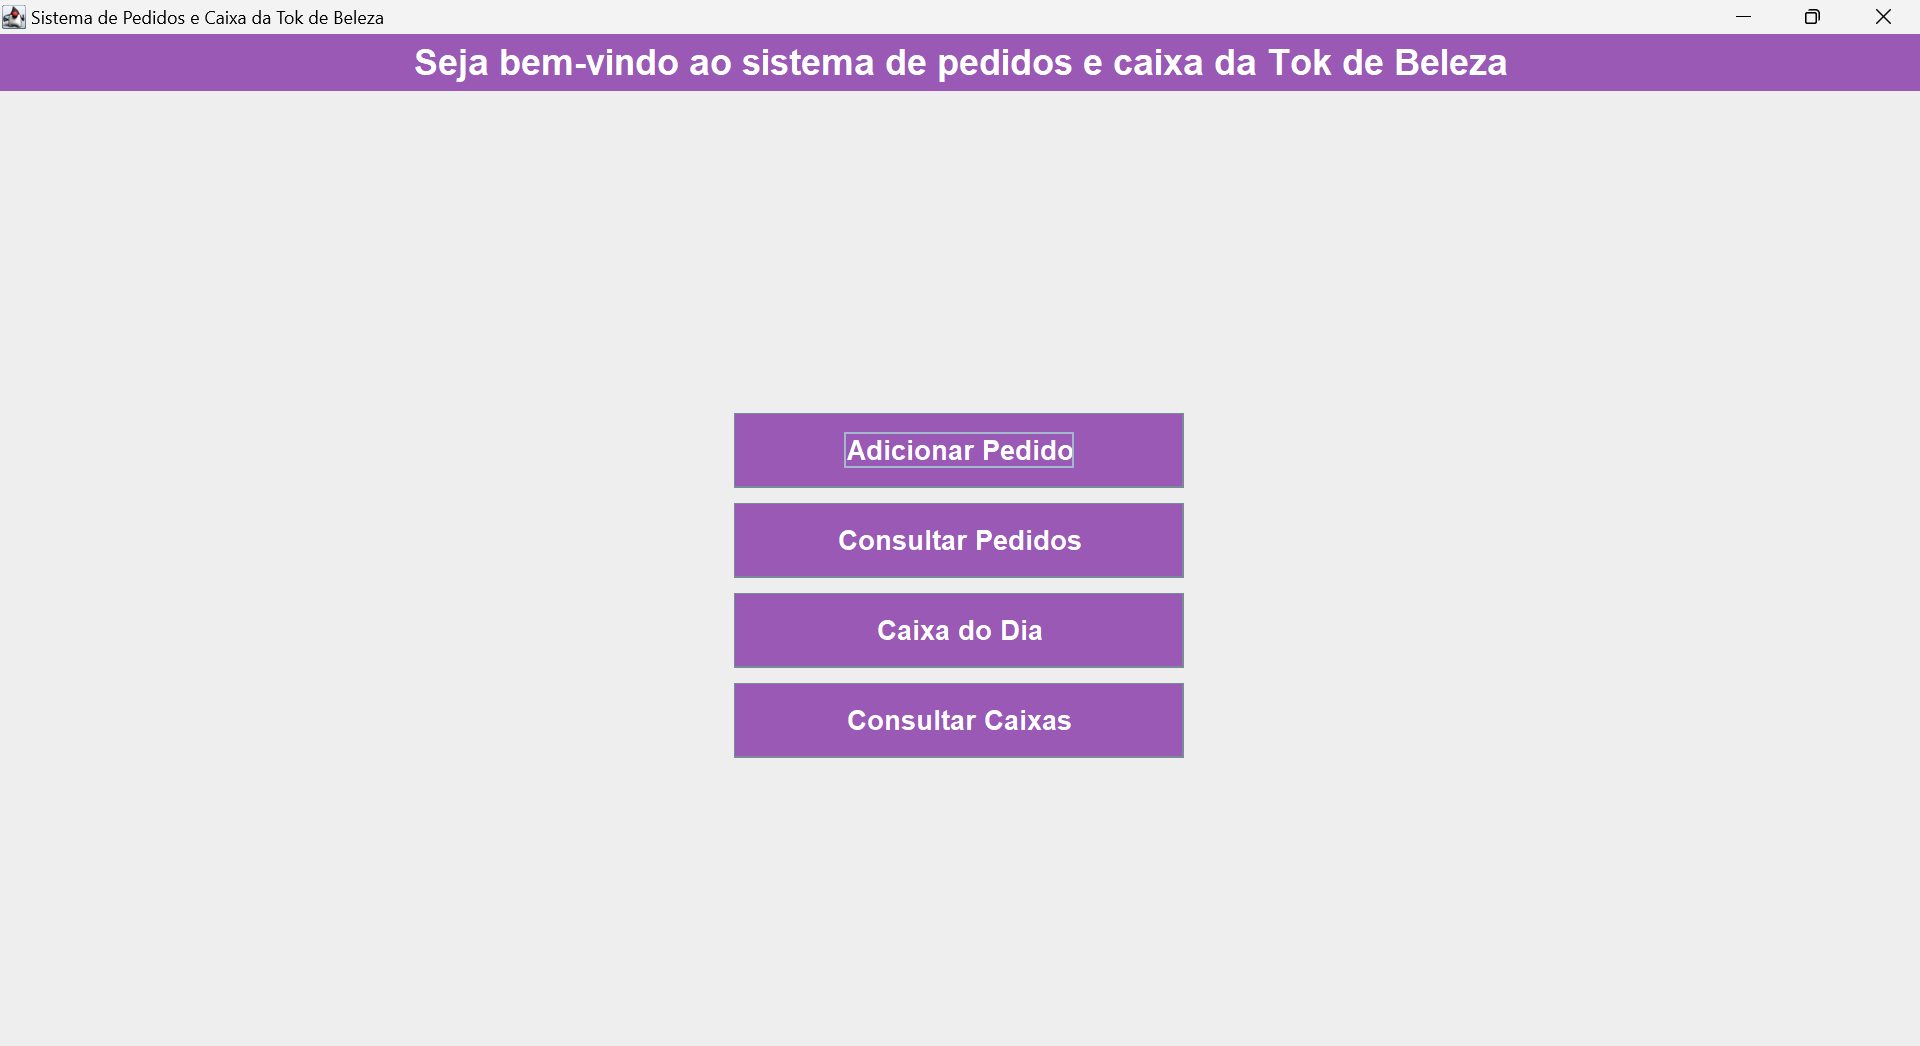 Sistema de Pedidos e Caixa da Tok de Beleza
Seja bem-vindo ao sistema de pedidos e caixa da Tok de Beleza
Adicionar Pedido
Consultar Pedidos
Caixa do Dia
Consultar Caixas